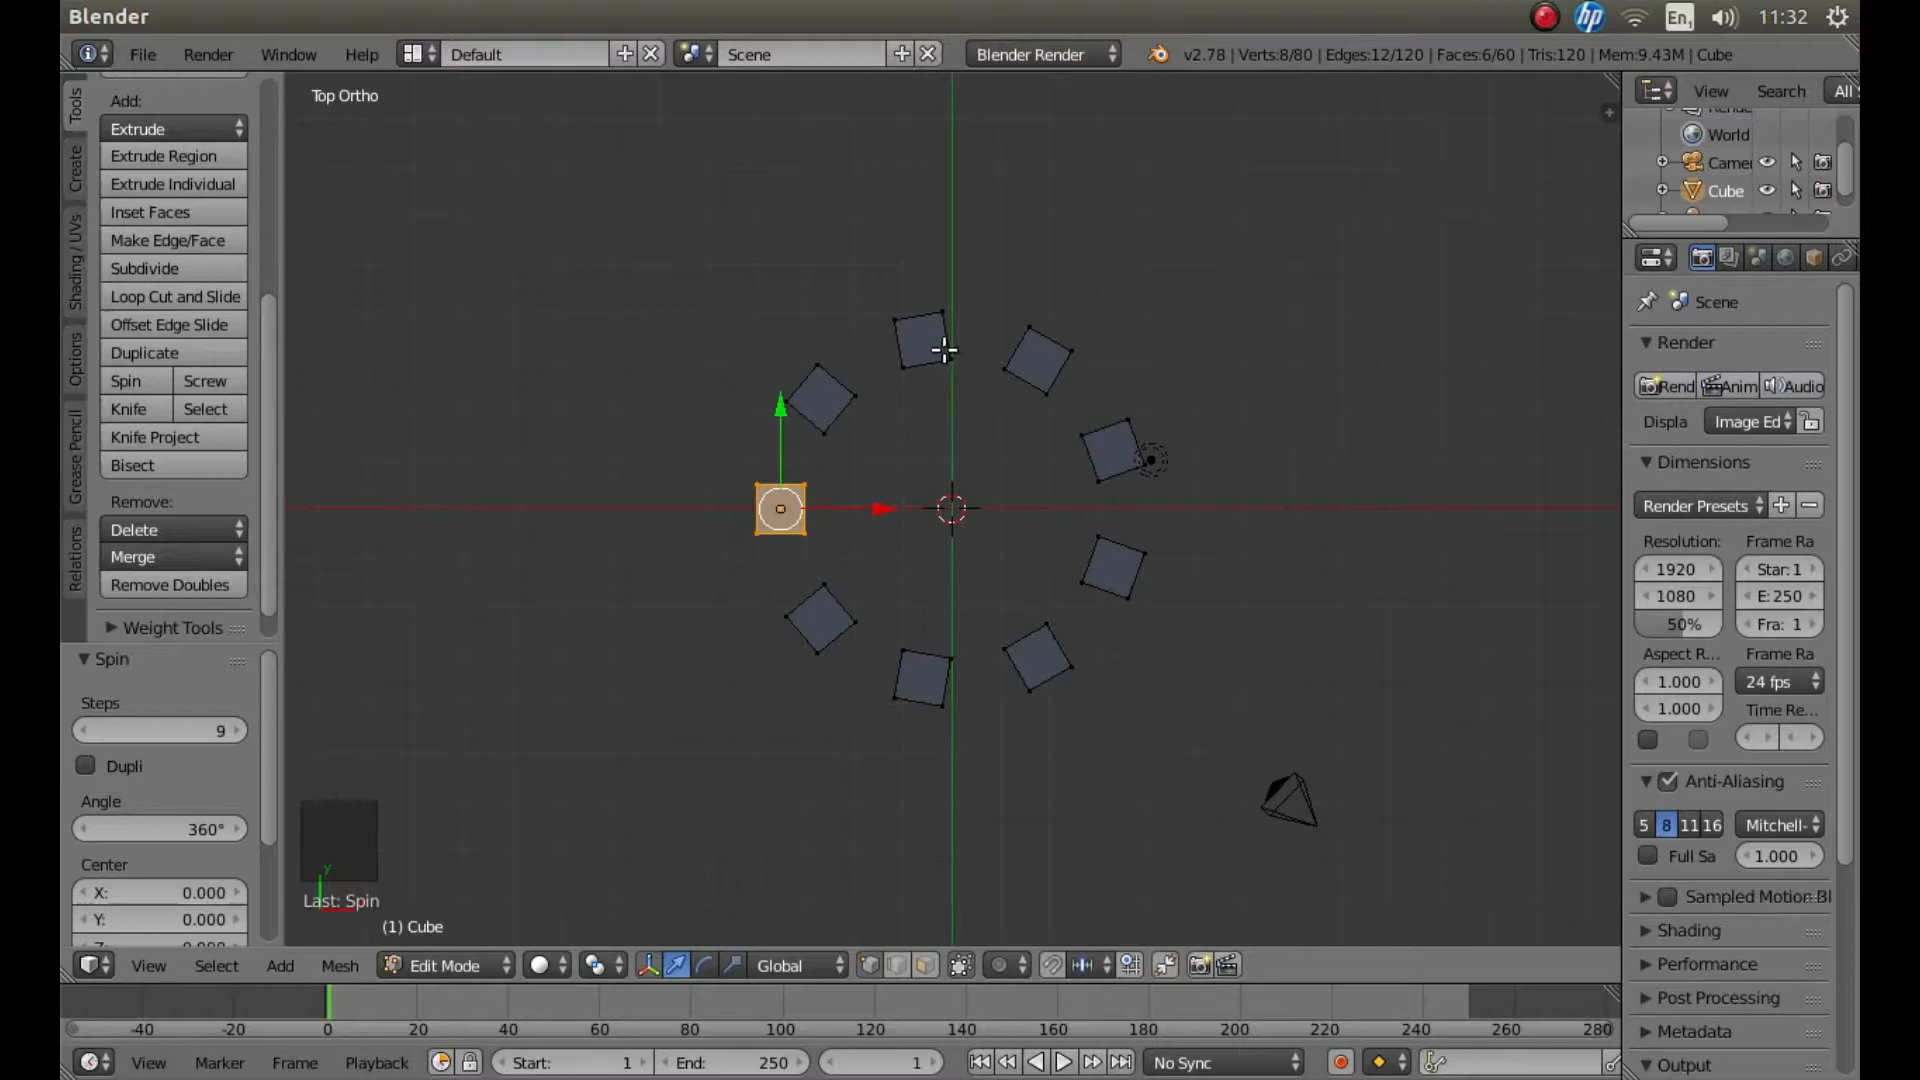 Blender
En1
11:32
File Render Window Help Default Scene Blender Render v2.78 | Verts:8/80 | Edges:12/120 | Faces:6/60 | Tris:120 | Mem:9.43M | Cube
Tools
Create
Shading / UVs
Options
Grease Pencil
Relations
Add:
Extrude
Extrude Region
Extrude Individual
Inset Faces
Make Edge/Face
Subdivide
Loop Cut and Slide
Offset Edge Slide
Duplicate
Spin Screw
Knife Select
Knife Project
Bisect
Remove:
Delete
Merge
Remove Doubles
Weight Tools
Spin
Steps
9
Dupli
Angle
360°
Center
X: 0.000
Y: 0.000
Top Ortho
y
Last: Spin
(1) Cube
View Select Add Mesh Edit Mode Global
-40 -20 0 20 40 60 80 100 120 140 160 180 200 220 240 260 280
View Marker Frame Playback Start: 1 End: 250 1 No Sync
View Search All
World
Camer
Cube
Scene
Render
Rend Anim Audio
Displa Image Ed
Dimensions
Render Presets
Resolution: Frame Ra
1920 Star: 1
1080 E: 250
50% Fra: 1
Aspect R... Frame Ra
1.000 24 fps
1.000 Time Re...
Anti-Aliasing
5 8 11 16 Mitchell-
Full Sa 1.000
Sampled Motion Bl
Shading
Performance
Post Processing
Metadata
Output